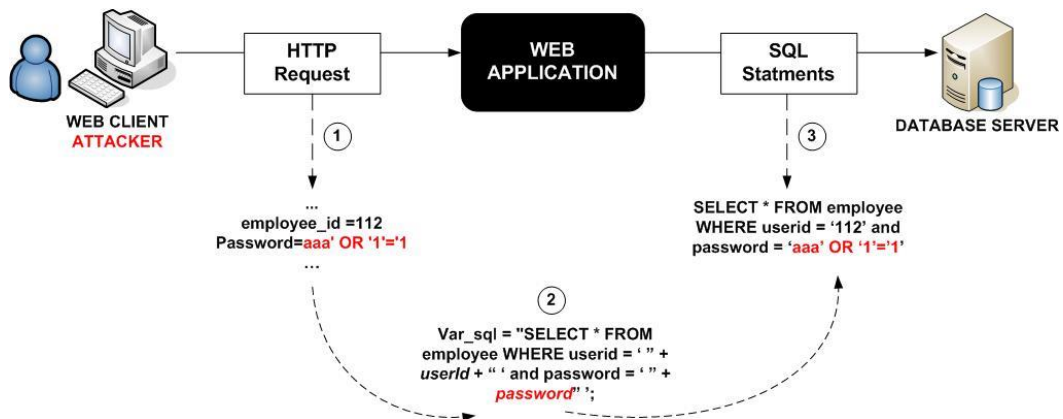 HTTP
Request
WEB
APPLICATION
SQL
Statments
WEB CLIENT
ATTACKER
DATABASE SERVER
1
...
employee_id =112
Password=aaa' OR '1'='1
...
2
Var_sql = "SELECT * FROM
employee WHERE userid = ‘ ” +
userId + “ ‘ and password = ‘ ” +
password” ’;
3
SELECT * FROM employee
WHERE userid = ‘112’ and
password = ‘aaa’ OR ‘1’=’1’